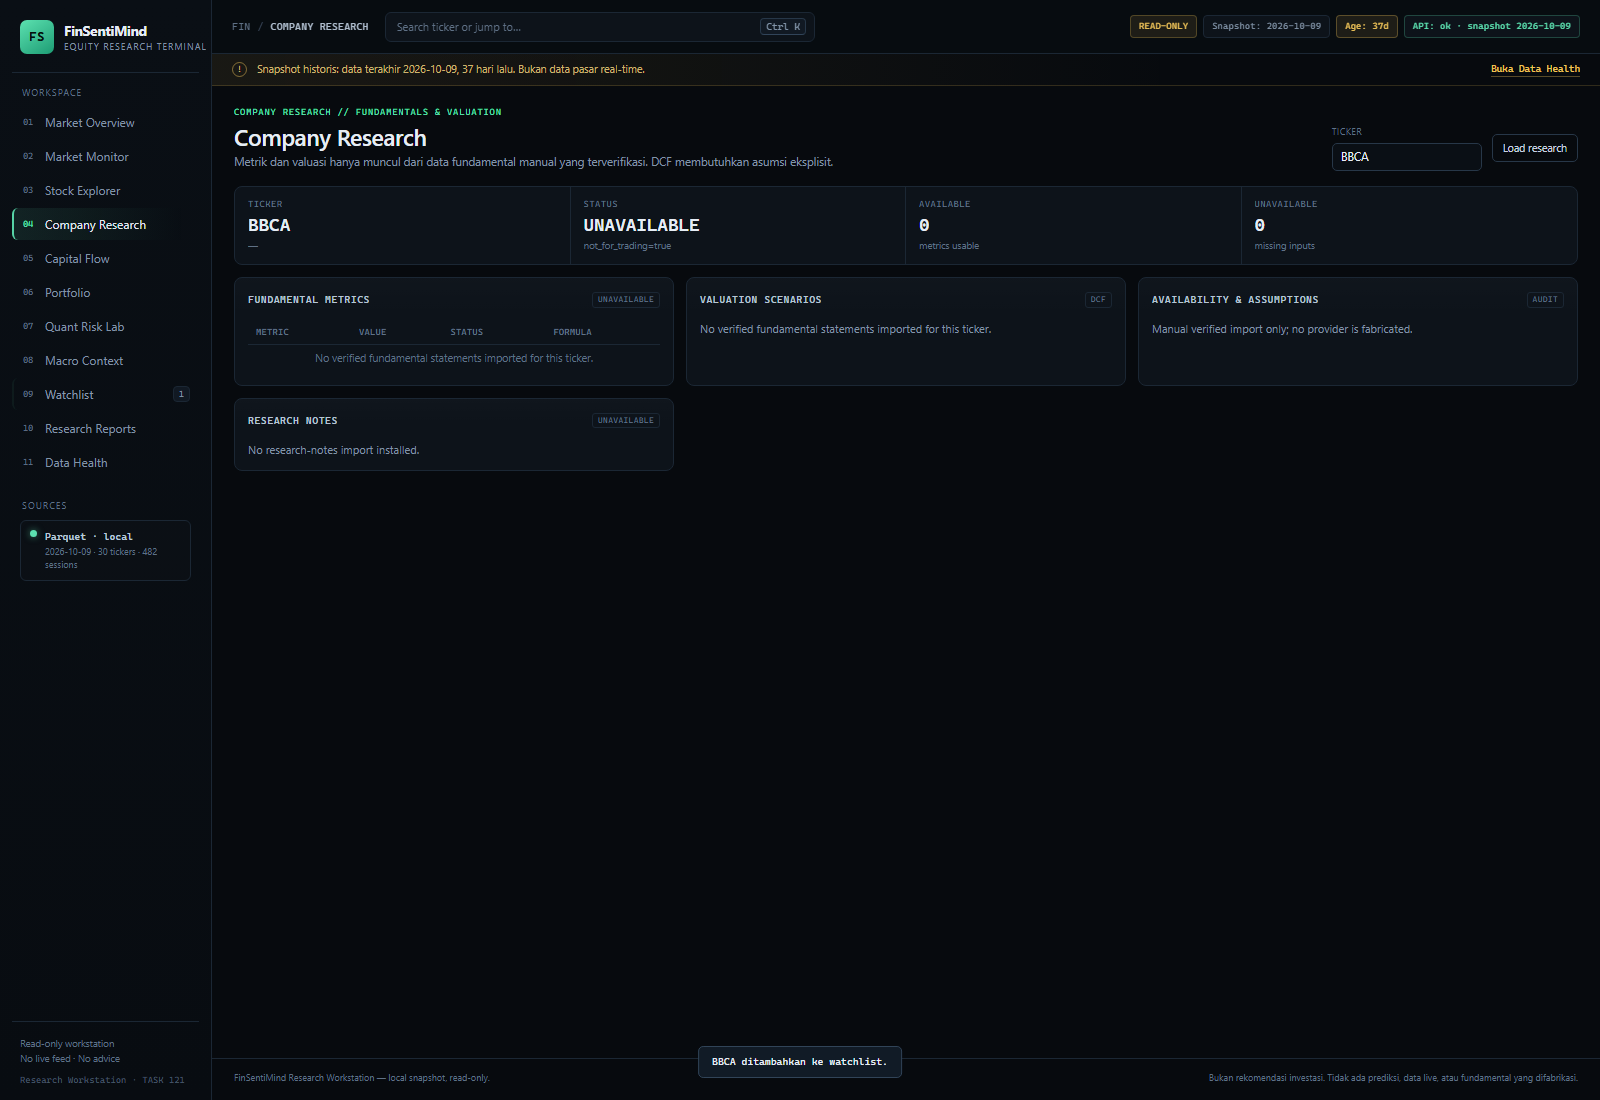 FS
FinSentiMind
EQUITY RESEARCH TERMINAL
WORKSPACE
01 Market Overview
02 Market Monitor
03 Stock Explorer
04 Company Research
05 Capital Flow
06 Portfolio
07 Quant Risk Lab
08 Macro Context
09 Watchlist 1
10 Research Reports
11 Data Health
SOURCES
Parquet · local
2026-10-09 · 30 tickers · 482
sessions
Read-only workstation
No live feed · No advice
Research Workstation · TASK 121
FIN / COMPANY RESEARCH
Search ticker or jump to... Ctrl K
READ-ONLY
Snapshot: 2026-10-09
Age: 37d
API: ok · snapshot 2026-10-09
! Snapshot historis: data terakhir 2026-10-09, 37 hari lalu. Bukan data pasar real-time.
Buka Data Health
COMPANY RESEARCH // FUNDAMENTALS & VALUATION
Company Research
Metrik dan valuasi hanya muncul dari data fundamental manual yang terverifikasi. DCF membutuhkan asumsi eksplisit.
TICKER
BBCA
Load research
TICKER
BBCA
—
STATUS
UNAVAILABLE
not_for_trading=true
AVAILABLE
0
metrics usable
UNAVAILABLE
0
missing inputs
FUNDAMENTAL METRICS UNAVAILABLE
METRIC VALUE STATUS FORMULA
No verified fundamental statements imported for this ticker.
VALUATION SCENARIOS DCF
No verified fundamental statements imported for this ticker.
AVAILABILITY & ASSUMPTIONS AUDIT
Manual verified import only; no provider is fabricated.
RESEARCH NOTES UNAVAILABLE
No research-notes import installed.
BBCA ditambahkan ke watchlist.
FinSentiMind Research Workstation — local snapshot, read-only.
Bukan rekomendasi investasi. Tidak ada prediksi, data live, atau fundamental yang difabrikasi.